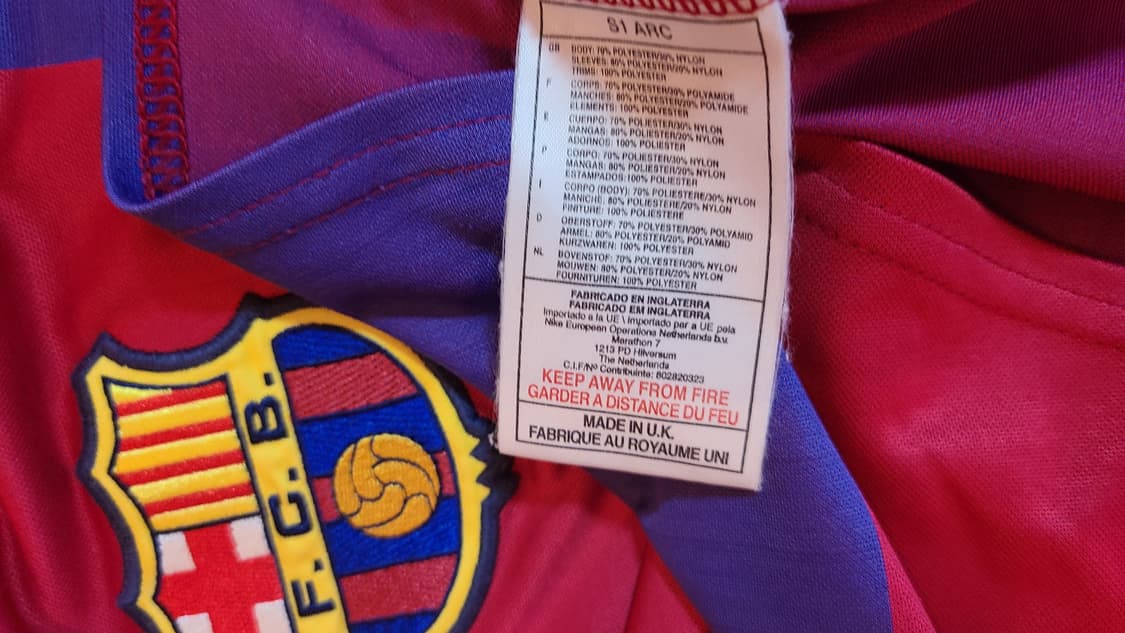 S1 ARC
GB BODY: 70% POLYESTER/30% NYLON
SLEEVES: 80% POLYESTER/20% NYLON
TRIMS: 100% POLYESTER
F CORPS: 70% POLYESTER/30% POLYAMIDE
MANCHES: 80% POLYESTER/20% POLYAMIDE
ELEMENTS: 100% POLYESTER
E CUERPO: 70% POLIESTER/30% NYLON
MANGAS: 80% POLIESTER/20% NYLON
ADORNOS: 100% POLIESTER
P CORPO: 70% POLIESTER/30% NYLON
MANGAS: 80% POLIESTER/20% NYLON
ESTAMPADOS: 100% POLIESTER
I CORPO (BODY): 70% POLIESTERE/30% NYLON
MANICHE: 80% POLIESTERE/20% NYLON
FINITURE: 100% POLIESTERE
D OBERSTOFF: 70% POLYESTER/30% POLYAMID
ARMEL: 80% POLYESTER/20% POLYAMID
KURZWAREN: 100% POLYESTER
NL BOVENSTOF: 70% POLYESTER/30% NYLON
MOUWEN: 80% POLYESTER/20% NYLON
FOURNITUREN: 100% POLYESTER
FABRICADO EN INGLATERRA
FABRICADO EM INGLATERRA
Importado a la UE \ Importado par a UE pela
Nike European Operations Netherlands b.v.
Marathon 7
1213 PD Hilversum
The Netherlands
C.I.F/Nº Contribuinte: 802820323
KEEP AWAY FROM FIRE
GARDER A DISTANCE DU FEU
MADE IN U.K.
FABRIQUE AU ROYAUME UNI
F.C.B.